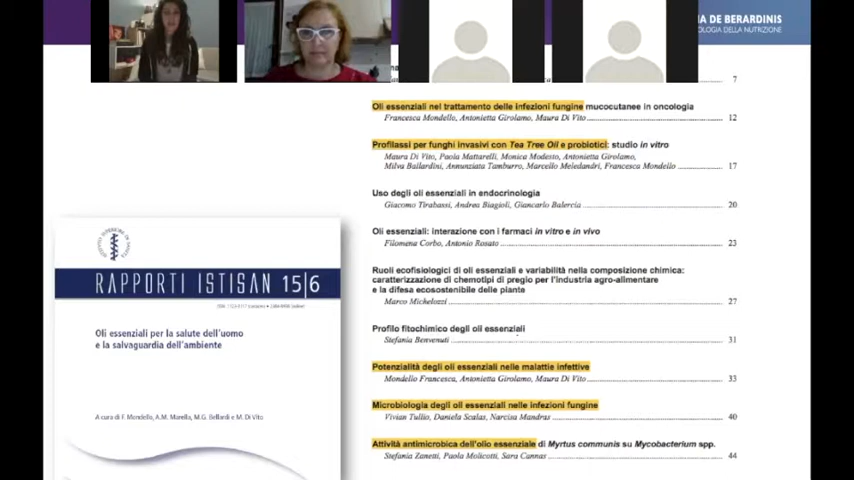 IA DE BERARDINIS
OLOGIA DELLA NUTRIZIONE
7
Oli essenziali nel trattamento delle infezioni fungine mucocutanee in oncologia
Francesca Mondello, Antonietta Girolamo, Maura Di Vito 12
Profilassi per funghi invasivi con Tea Tree Oil e probiotici: studio in vitro
Maura Di Vito, Paola Mattarelli, Monica Modesto, Antonietta Girolamo,
Milva Ballardini, Annunziata Tamburro, Marcello Meledandri, Francesca Mondello 17
Uso degli oli essenziali in endocrinologia
Giacomo Tirabassi, Andrea Biagioli, Giancarlo Balercia 20
Oli essenziali: interazione con i farmaci in vitro e in vivo
Filomena Corbo, Antonio Rosato 23
Ruoli ecofisiologici di oli essenziali e variabilità nella composizione chimica:
caratterizzazione di chemotipi di pregio per l'industria agro-alimentare
e la difesa ecosostenibile delle piante
Marco Michelozzi 27
Profilo fitochimico degli oli essenziali
Stefania Benvenuti 31
Potenzialità degli oli essenziali nelle malattie infettive
Mondello Francesca, Antonietta Girolamo, Maura Di Vito 33
Microbiologia degli oli essenziali nelle infezioni fungine
Vivian Tullio, Daniela Scalas, Narcisa Mandras 40
Attività antimicrobica dell'olio essenziale di Myrtus communis su Mycobacterium spp.
Stefania Zanetti, Paola Molicotti, Sara Cannas 44
RAPPORTI ISTISAN 15|6
Oli essenziali per la salute dell'uomo
e la salvaguardia dell'ambiente
A cura di F. Mondello, A.M. Marella, M.G. Bellardi e M. Di Vito